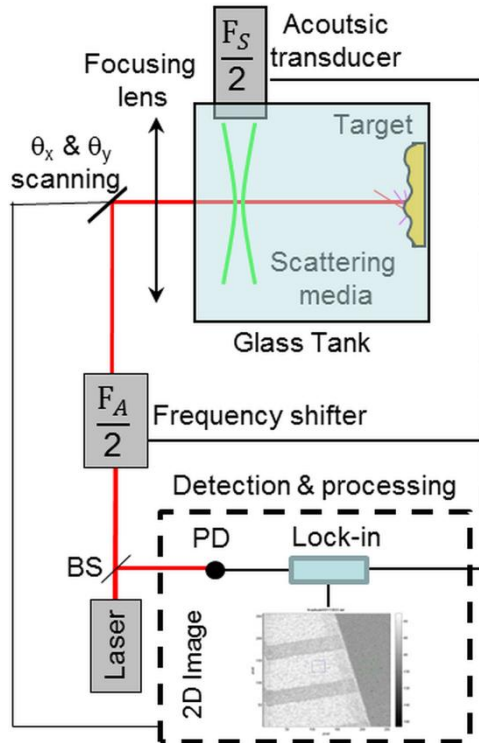 F_S
2
Acoutsic
transducer
Focusing
lens
Target
θx & θy
scanning
Scattering
media
Glass Tank
F_A
2
Frequency shifter
Detection & processing
PD
Lock-in
BS
Laser
2D Image